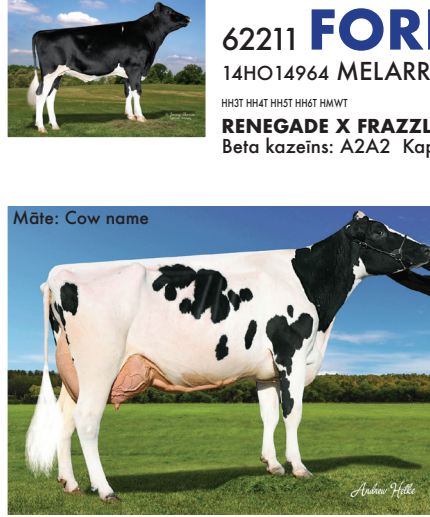 62211 FOR
14HO14964 MELARR
HH3T HH4T HH5T HH6T HMWT
RENEGADE X FRAZZL
Beta kazeīns: A2A2 Kap
Māte: Cow name
Andrew Hetke